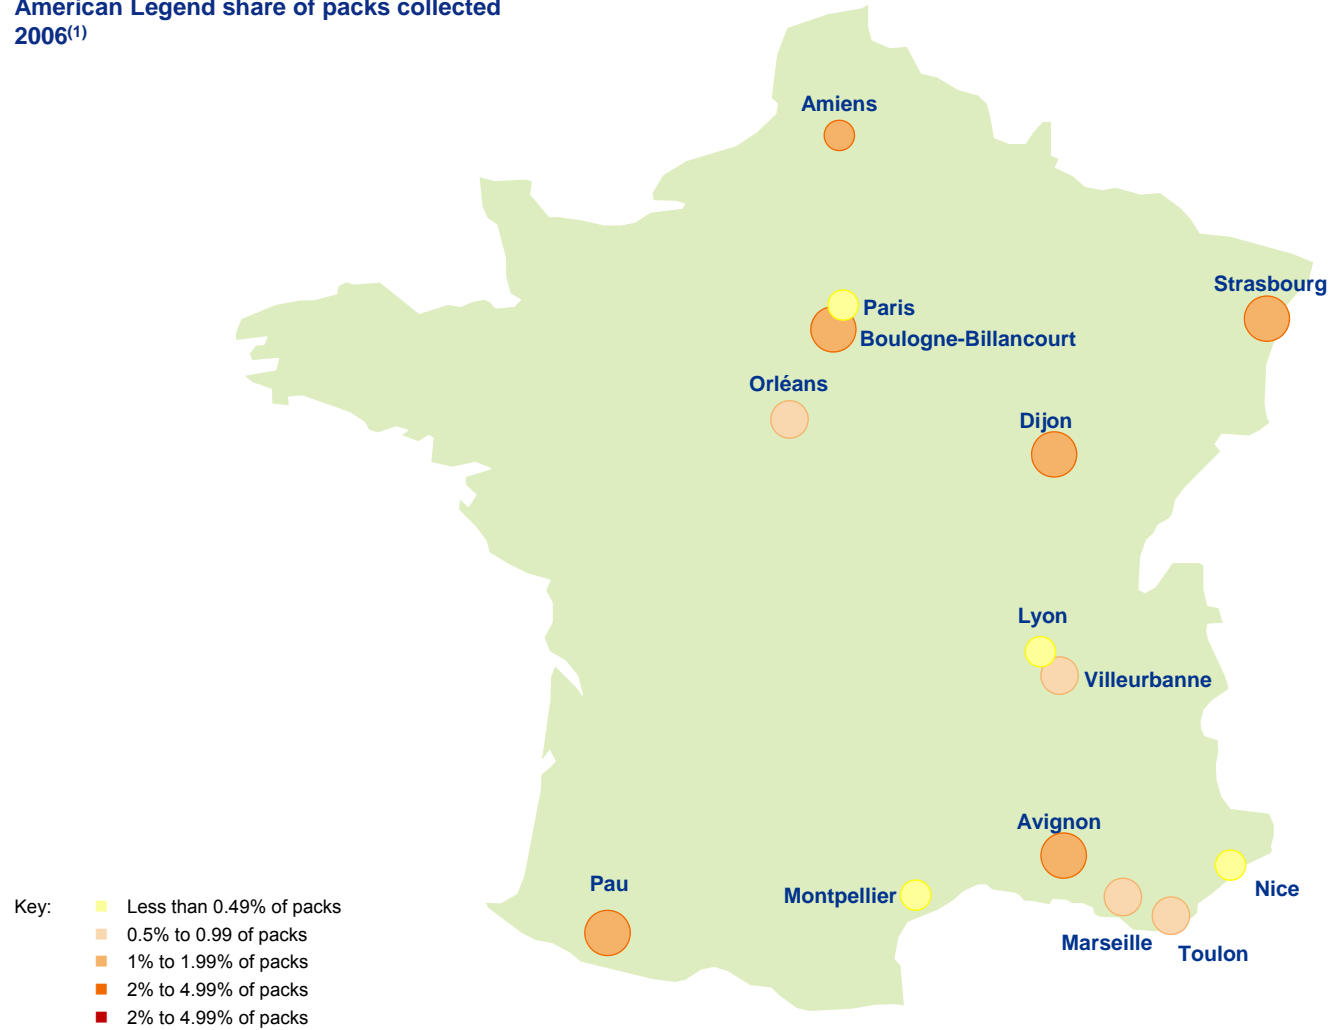 American Legend share of packs collected
2006(1)
Amiens
Strasbourg
Paris
Boulogne-Billancourt
Orléans
Dijon
Lyon
Villeurbanne
Avignon
Pau
Montpellier
Nice
Marseille
Toulon
Key:
Less than 0.49% of packs
0.5% to 0.99 of packs
1% to 1.99% of packs
2% to 4.99% of packs
2% to 4.99% of packs